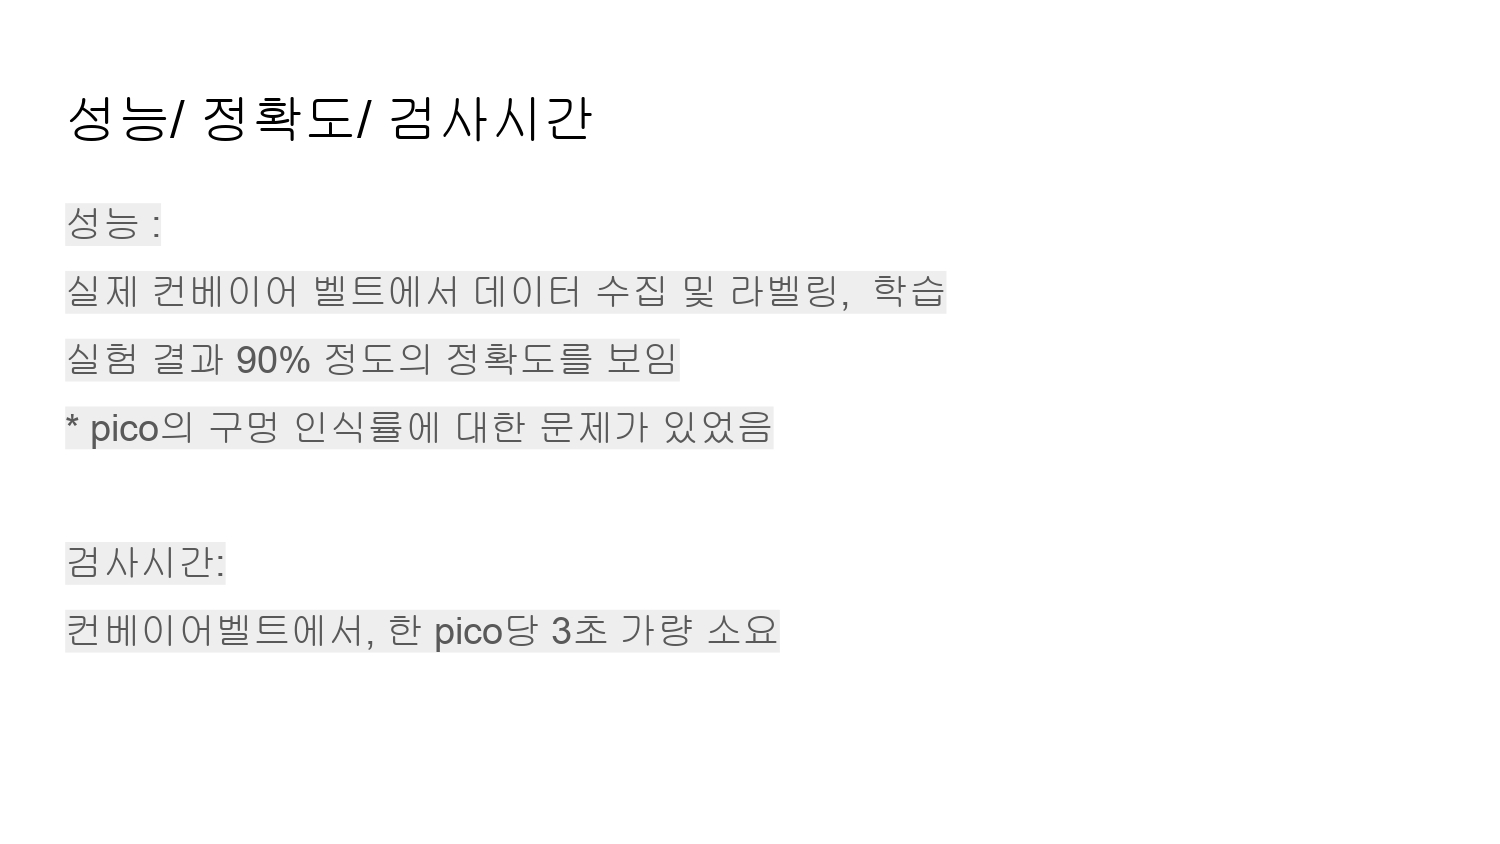 성능/ 정확도/ 검사시간
성능 :
실제 컨베이어 벨트에서 데이터 수집 및 라벨링,  학습
실험 결과 90% 정도의 정확도를 보임
* pico의 구멍 인식률에 대한 문제가 있었음
검사시간:
컨베이어벨트에서, 한 pico당 3초 가량 소요